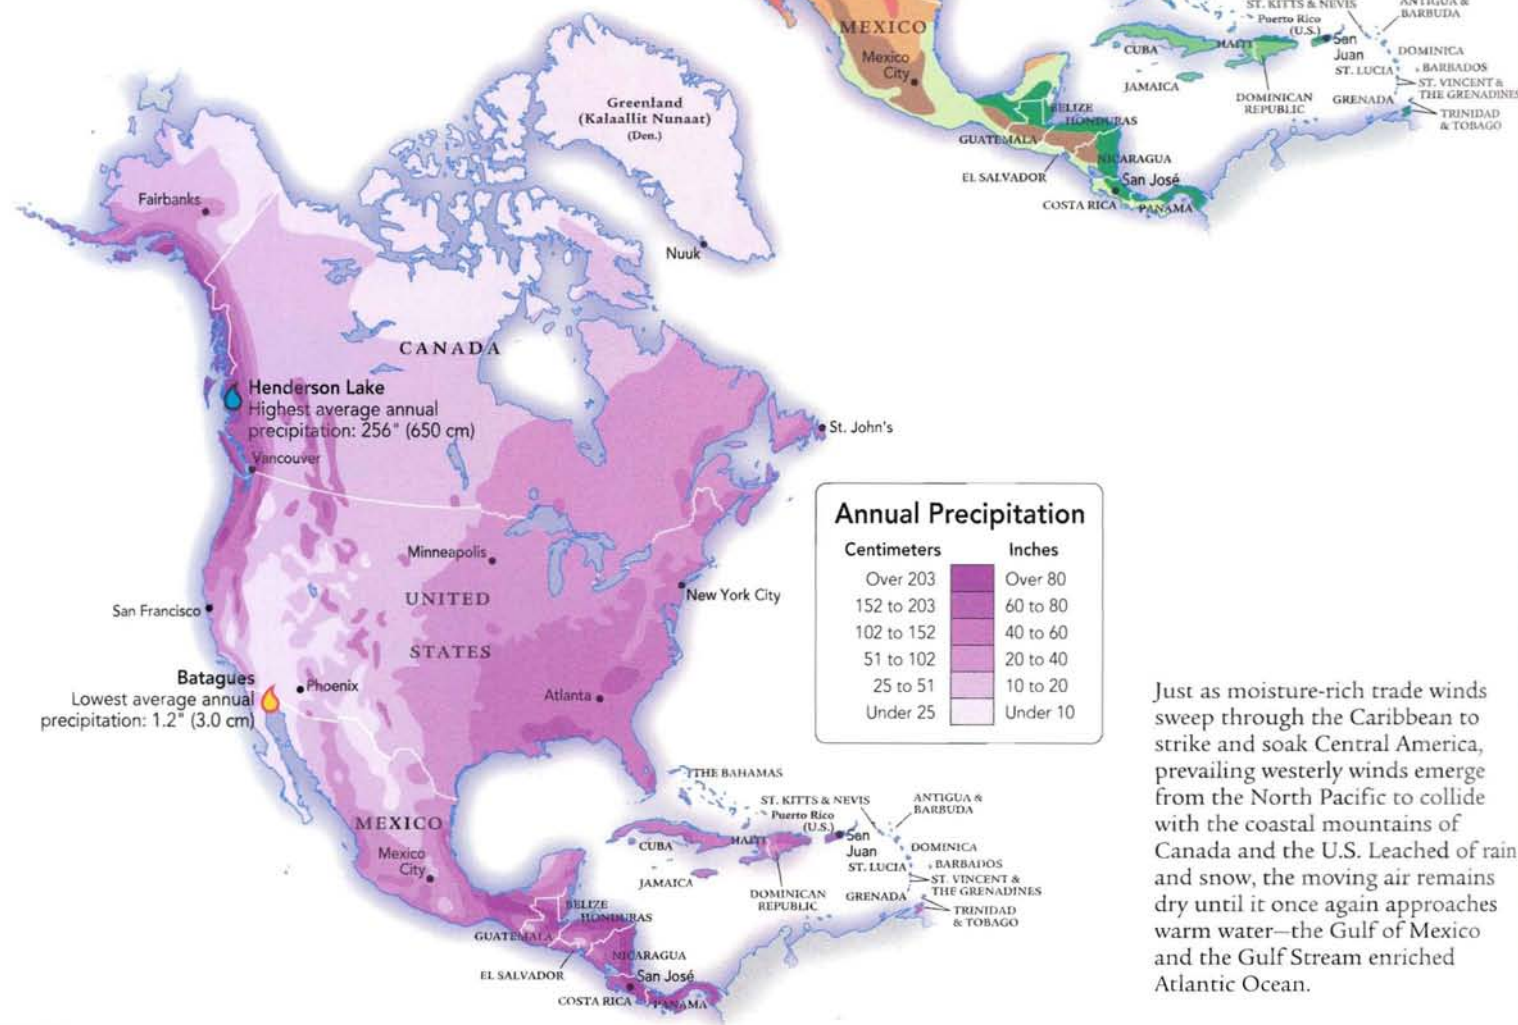 MEXICO
Mexico
City
BELIZE
HONDURAS
GUATEMALA
NICARAGUA
EL SALVADOR
San José
COSTA RICA
PANAMA
ST. KITTS & NEVIS
ANTIGUA &
BARBUDA
Puerto Rico
(U.S.)
San
Juan
CUBA
HAITI
DOMINICA
ST. LUCIA
BARBADOS
JAMAICA
ST. VINCENT &
THE GRENADINES
DOMINICAN
REPUBLIC
GRENADA
TRINIDAD
& TOBAGO
Greenland
(Kalaallit Nunaat)
(Den.)
Fairbanks
Nuuk
CANADA
Henderson Lake
Highest average annual
precipitation: 256" (650 cm)
Vancouver
St. John's
Minneapolis
UNITED
STATES
New York City
San Francisco
Batagues
Lowest average annual
precipitation: 1.2" (3.0 cm)
Phoenix
Atlanta
Annual Precipitation
Centimeters Inches
Over 203 Over 80
152 to 203 60 to 80
102 to 152 40 to 60
51 to 102 20 to 40
25 to 51 10 to 20
Under 25 Under 10
THE BAHAMAS
ST. KITTS & NEVIS
ANTIGUA &
BARBUDA
Puerto Rico
(U.S.)
San
Juan
MEXICO
Mexico
City
CUBA
HAITI
DOMINICA
ST. LUCIA
BARBADOS
JAMAICA
ST. VINCENT &
THE GRENADINES
DOMINICAN
REPUBLIC
GRENADA
TRINIDAD
& TOBAGO
BELIZE
HONDURAS
GUATEMALA
NICARAGUA
EL SALVADOR
San José
COSTA RICA
PANAMA
Just as moisture-rich trade winds
sweep through the Caribbean to
strike and soak Central America,
prevailing westerly winds emerge
from the North Pacific to collide
with the coastal mountains of
Canada and the U.S. Leached of rain
and snow, the moving air remains
dry until it once again approaches
warm water—the Gulf of Mexico
and the Gulf Stream enriched
Atlantic Ocean.